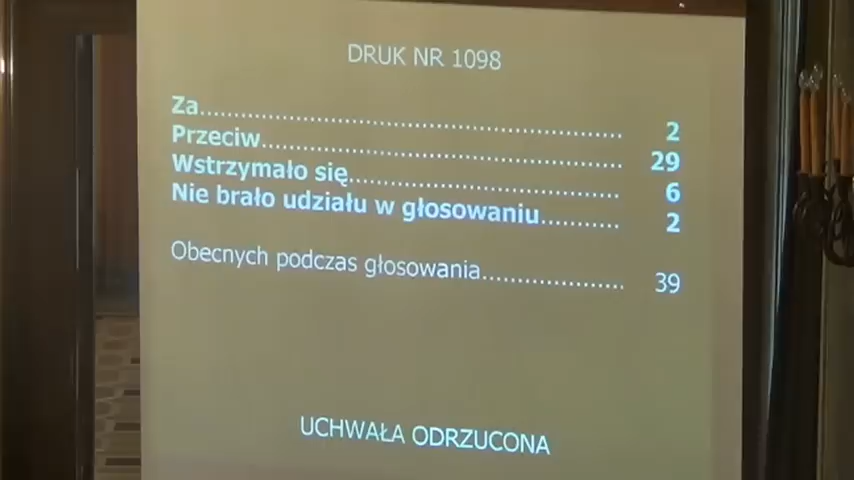 DRUK NR 1098
Za 2
Przeciw 29
Wstrzymało się 6
Nie brało udziału w głosowaniu 2
Obecnych podczas głosowania 39
UCHWAŁA ODRZUCONA